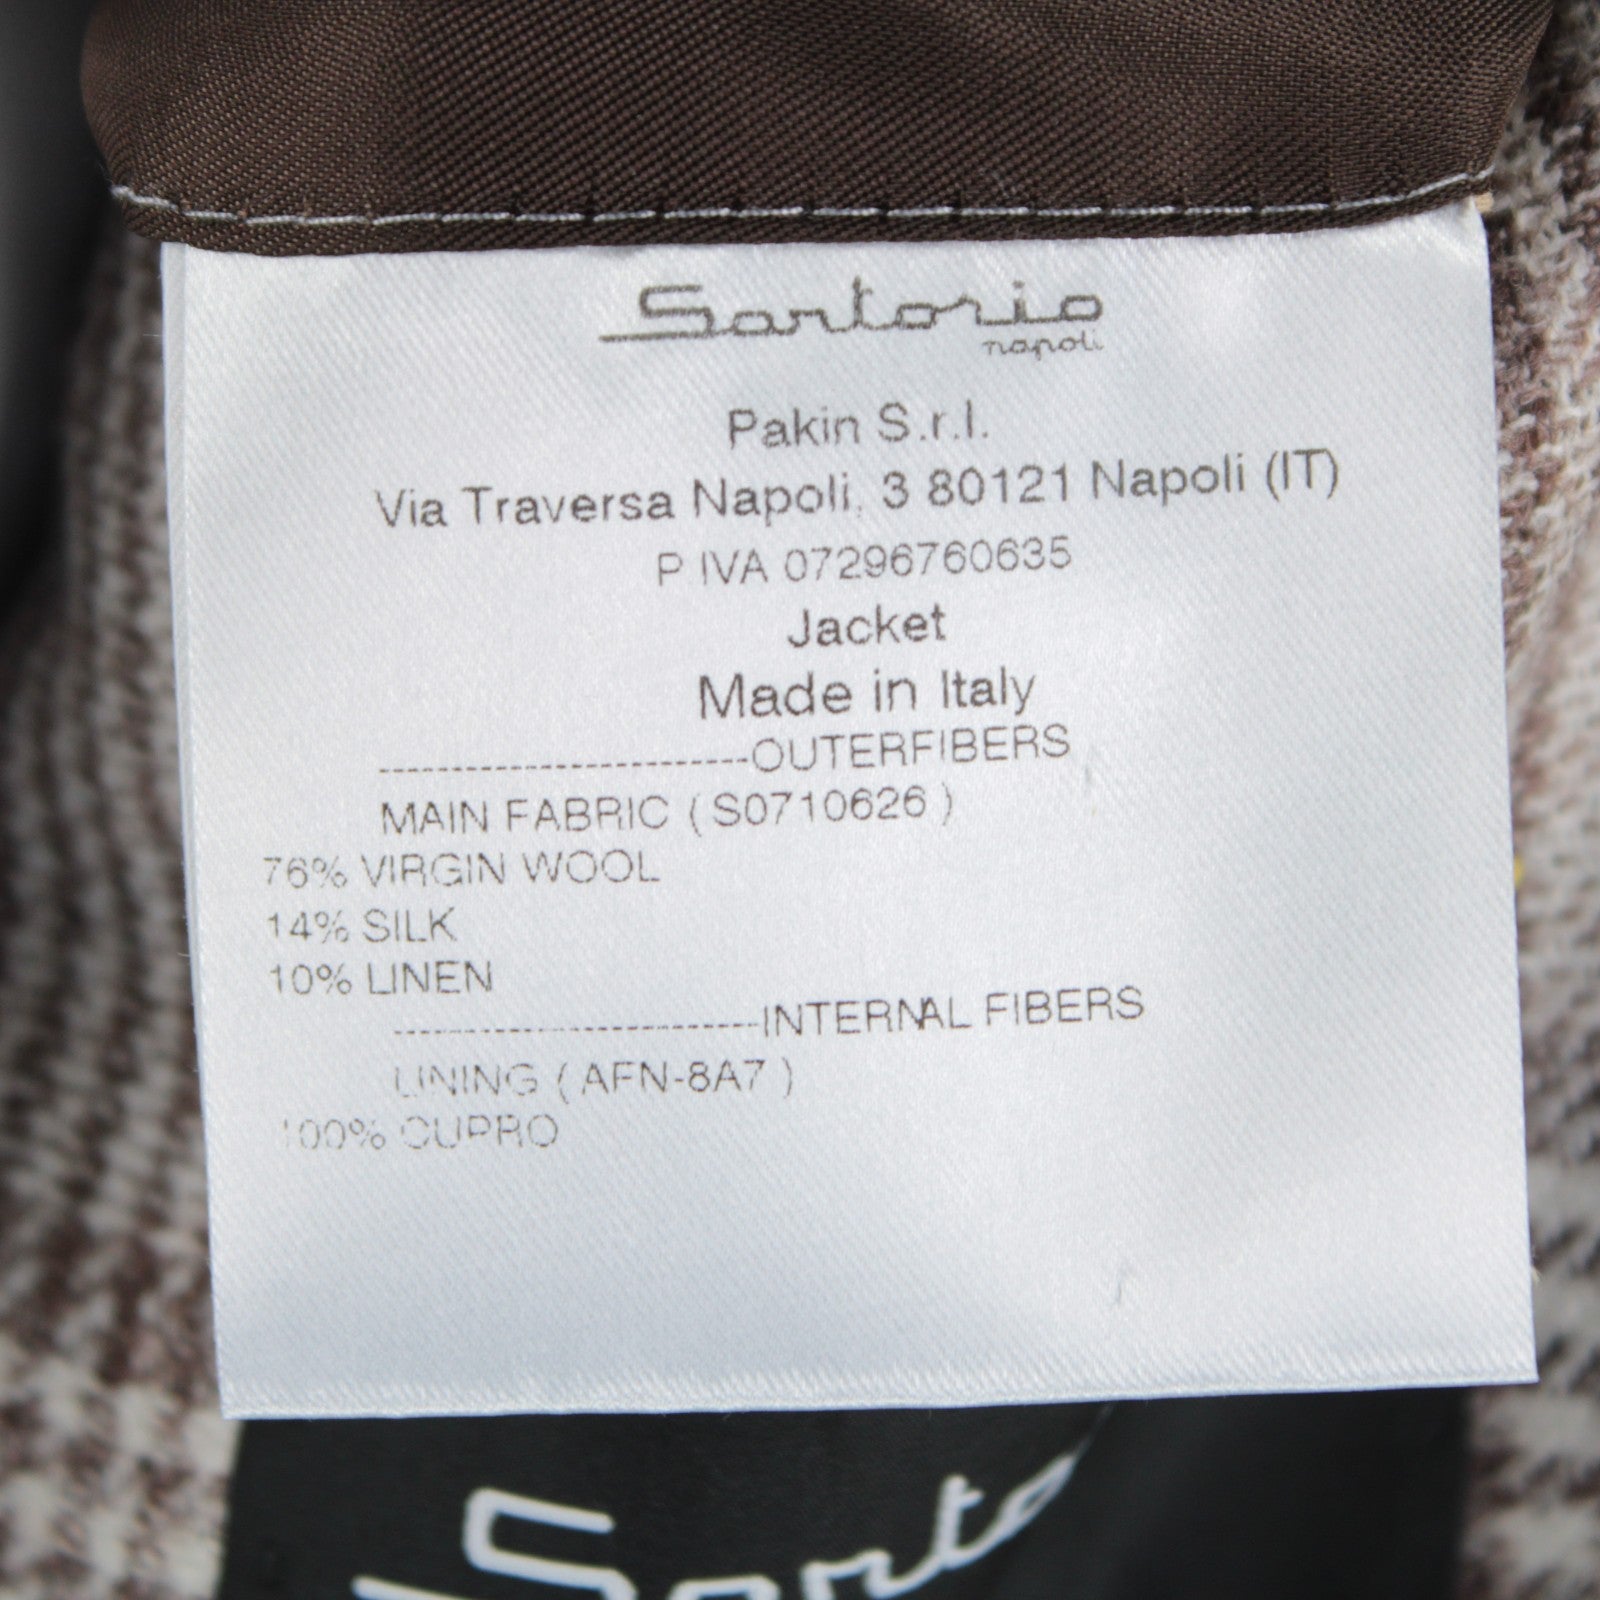 Sartorio
napoli
Pakin S.r.l.
Via Traversa Napoli, 3 80121 Napoli (IT)
P IVA 07296760635
Jacket
Made in Italy
-------------------------OUTERFIBERS
MAIN FABRIC ( S0710626 )
76% VIRGIN WOOL
14% SILK
10% LINEN
-------------------------INTERNAL FIBERS
LINING ( AFN-8A7 )
100% CUPRO
Sarto